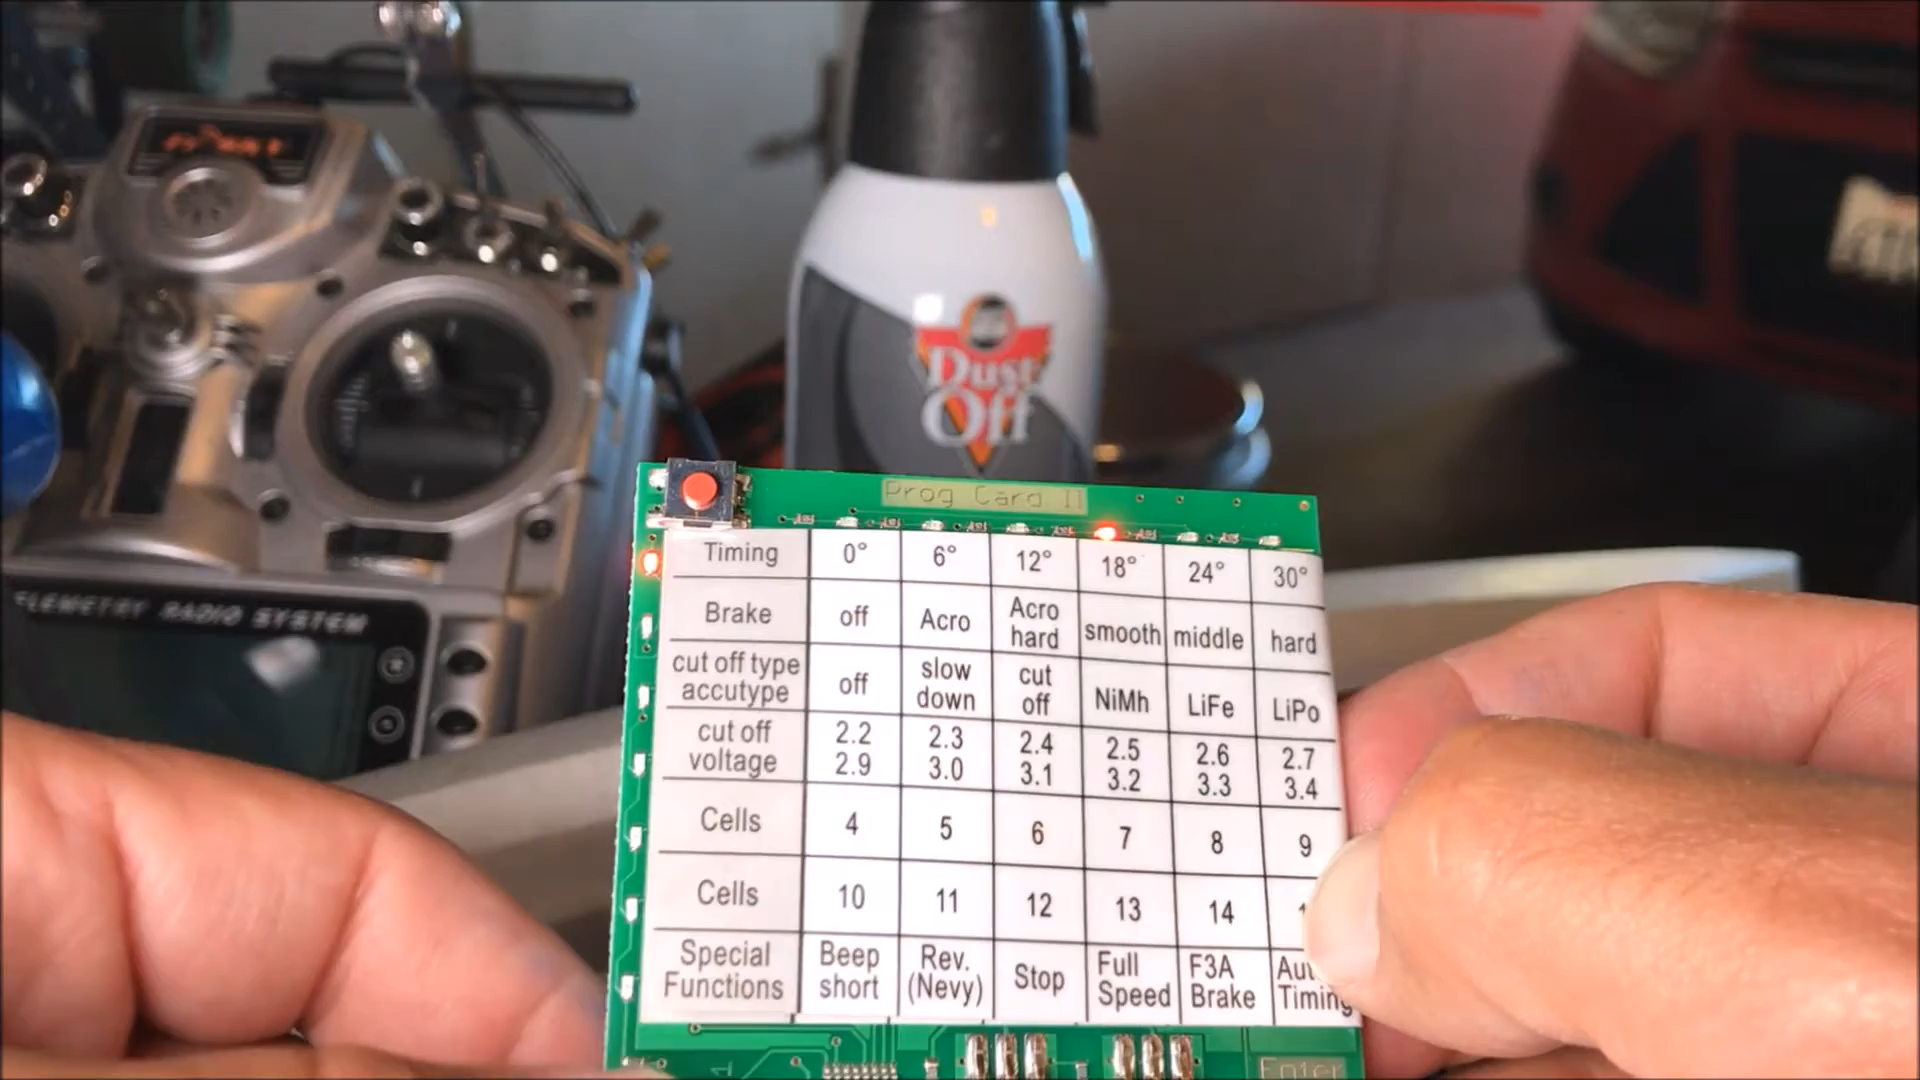 TELEMETRY RADIO SYSTEM
Dust
Off
Prog Card II
Timing 0° 6° 12° 18° 24° 30°
Brake off Acro Acro hard smooth middle hard
cut off type accutype off slow down cut off NiMh LiFe LiPo
cut off voltage 2.2 2.9 2.3 3.0 2.4 3.1 2.5 3.2 2.6 3.3 2.7 3.4
Cells 4 5 6 7 8 9
Cells 10 11 12 13 14
Special Functions Beep short Rev. (Nevy) Stop Full Speed F3A Brake Timing
Enter